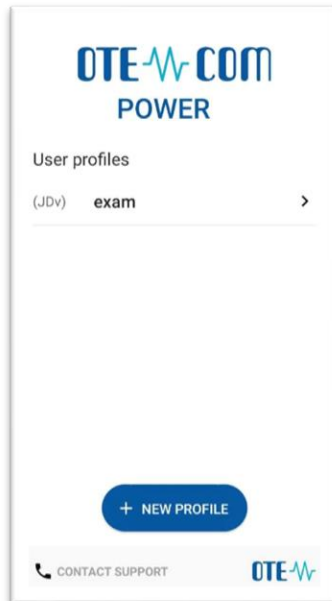 OTE COM
POWER
User profiles
(JDv) exam
+ NEW PROFILE
CONTACT SUPPORT OTE